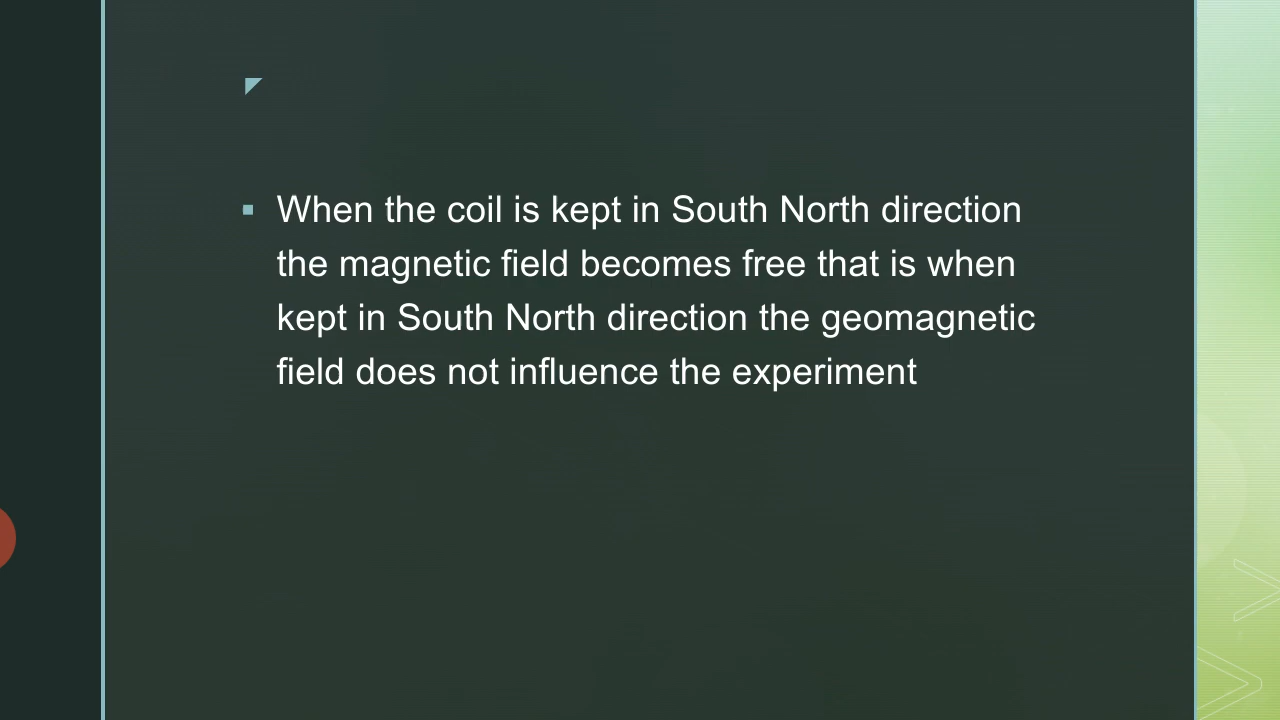 When the coil is kept in South North direction
the magnetic field becomes free that is when
kept in South North direction the geomagnetic
field does not influence the experiment